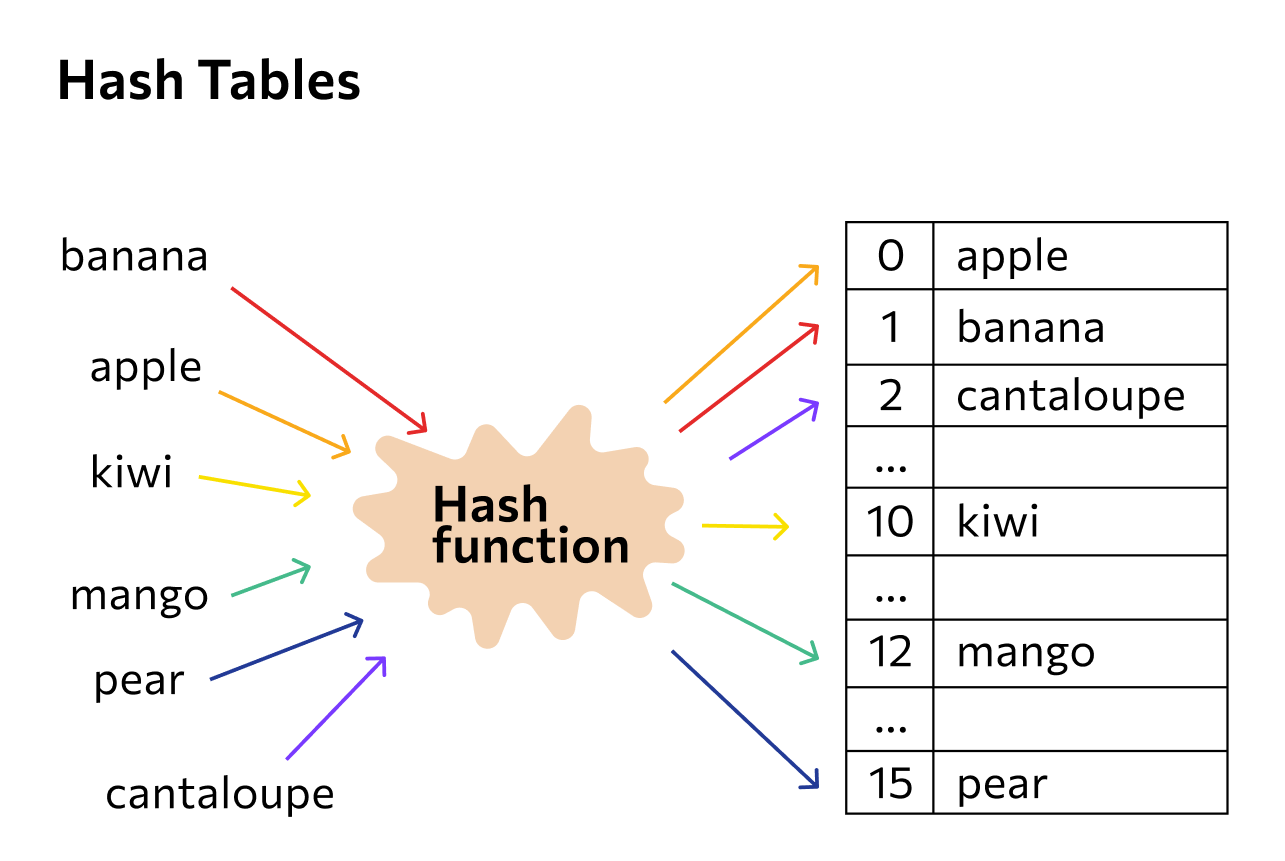 Hash Tables
banana
apple
kiwi
mango
pear
cantaloupe
Hash
function
0 apple
1 banana
2 cantaloupe
...
10 kiwi
...
12 mango
...
15 pear